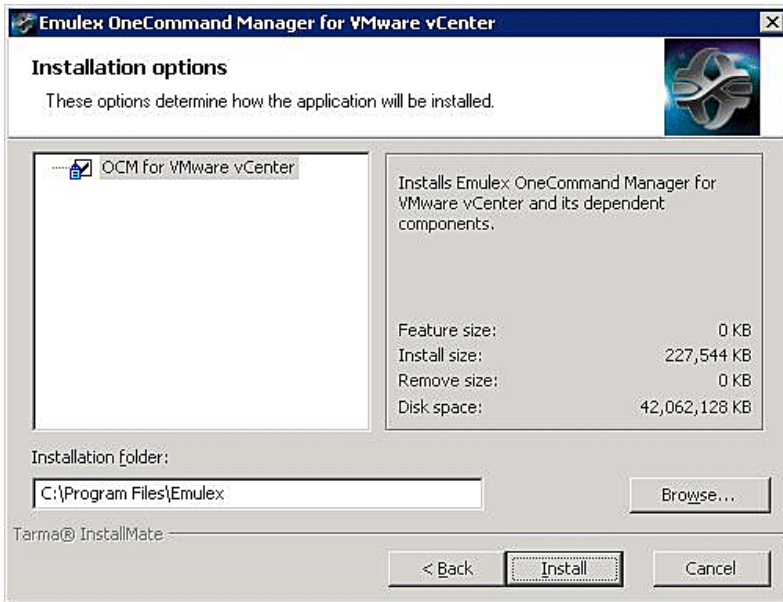 Emulex OneCommand Manager for VMware vCenter
Installation options
These options determine how the application will be installed.
OCM for VMware vCenter
Installs Emulex OneCommand Manager for
VMware vCenter and its dependent
components.
Feature size: 0 KB
Install size: 227,544 KB
Remove size: 0 KB
Disk space: 42,062,128 KB
Installation folder:
C:\Program Files\Emulex
Browse...
Tarma® InstallMate
< Back Install Cancel